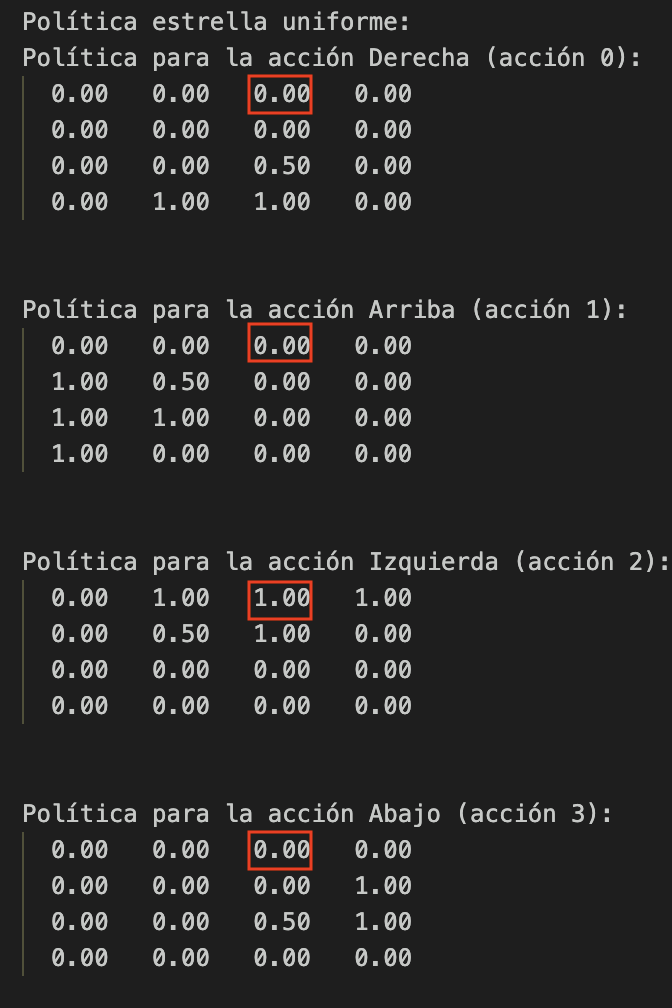 Política estrella uniforme:
Política para la acción Derecha (acción 0):
0.00 0.00 0.00 0.00
0.00 0.00 0.00 0.00
0.00 0.00 0.50 0.00
0.00 1.00 1.00 0.00
Política para la acción Arriba (acción 1):
0.00 0.00 0.00 0.00
1.00 0.50 0.00 0.00
1.00 1.00 0.00 0.00
1.00 0.00 0.00 0.00
Política para la acción Izquierda (acción 2):
0.00 1.00 1.00 1.00
0.00 0.50 1.00 0.00
0.00 0.00 0.00 0.00
0.00 0.00 0.00 0.00
Política para la acción Abajo (acción 3):
0.00 0.00 0.00 0.00
0.00 0.00 0.00 1.00
0.00 0.00 0.50 1.00
0.00 0.00 0.00 0.00